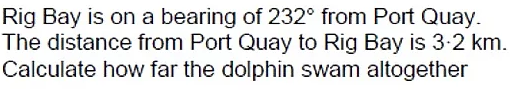 Rig Bay is on a bearing of 232° from Port Quay.
The distance from Port Quay to Rig Bay is 3·2 km.
Calculate how far the dolphin swam altogether